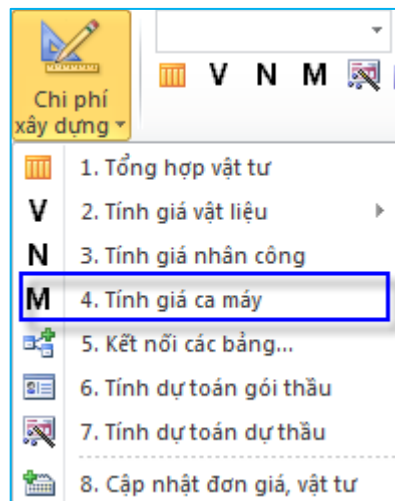 Chi phí
xây dựng
V N M
1. Tổng hợp vật tư
V 2. Tính giá vật liệu
N 3. Tính giá nhân công
M 4. Tính giá ca máy
5. Kết nối các bảng...
6. Tính dự toán gói thầu
7. Tính dự toán dự thầu
8. Cập nhật đơn giá, vật tư